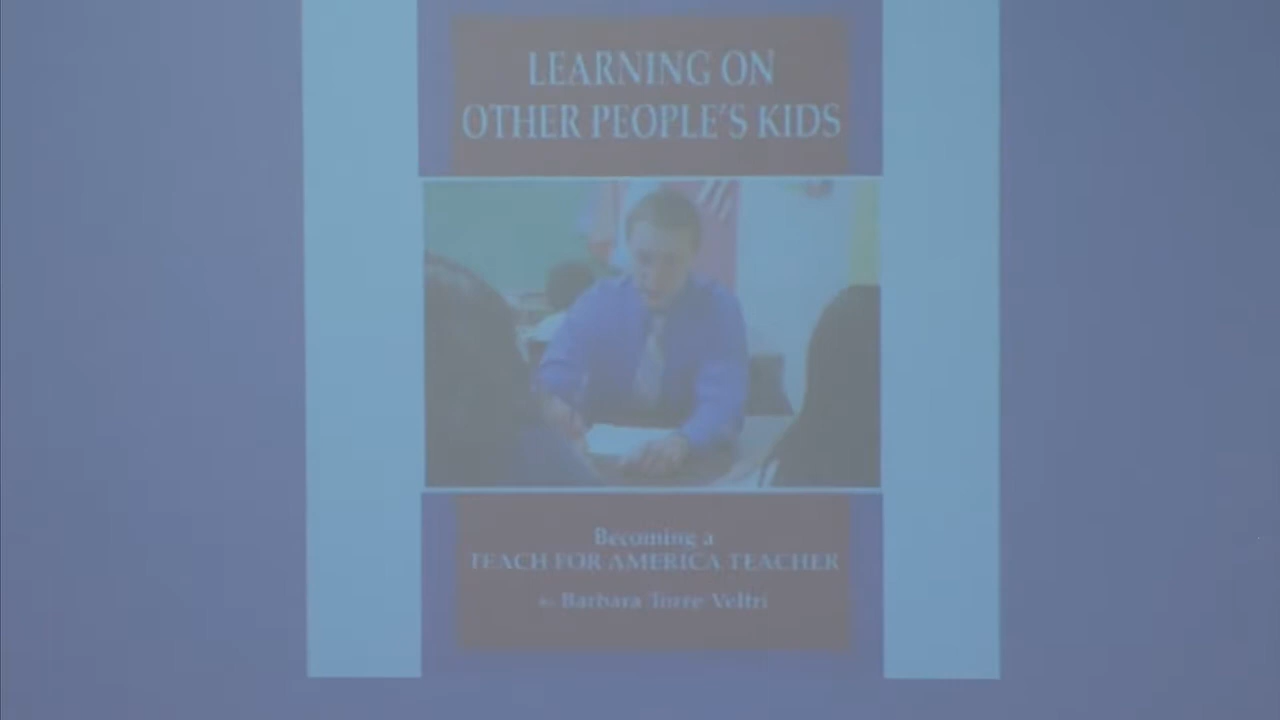 LEARNING ON
OTHER PEOPLE'S KIDS
Becoming a
TEACH FOR AMERICA TEACHER
Barbara Torre Veltri